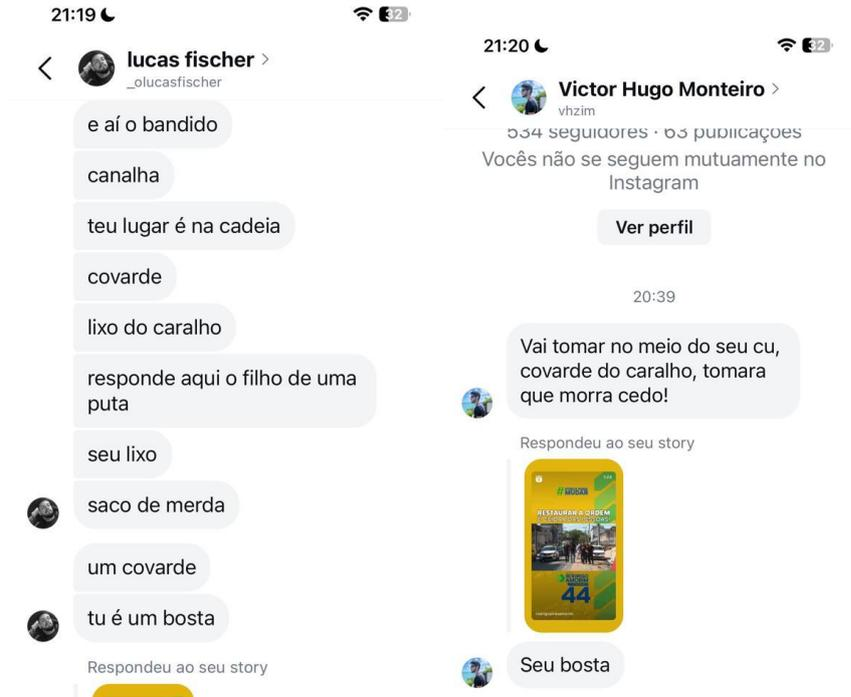 21:19
32
lucas fischer
_olucasfischer
e aí o bandido
canalha
teu lugar é na cadeia
covarde
lixo do caralho
responde aqui o filho de uma
puta
seu lixo
saco de merda
um covarde
tu é um bosta
Respondeu ao seu story
21:20
32
Victor Hugo Monteiro
vhzim
534 seguidores · 63 publicações
Vocês não se seguem mutuamente no
Instagram
Ver perfil
20:39
Vai tomar no meio do seu cu,
covarde do caralho, tomara
que morra cedo!
Respondeu ao seu story
MUDAR
RESTAURAR A ORDEM
44
Seu bosta